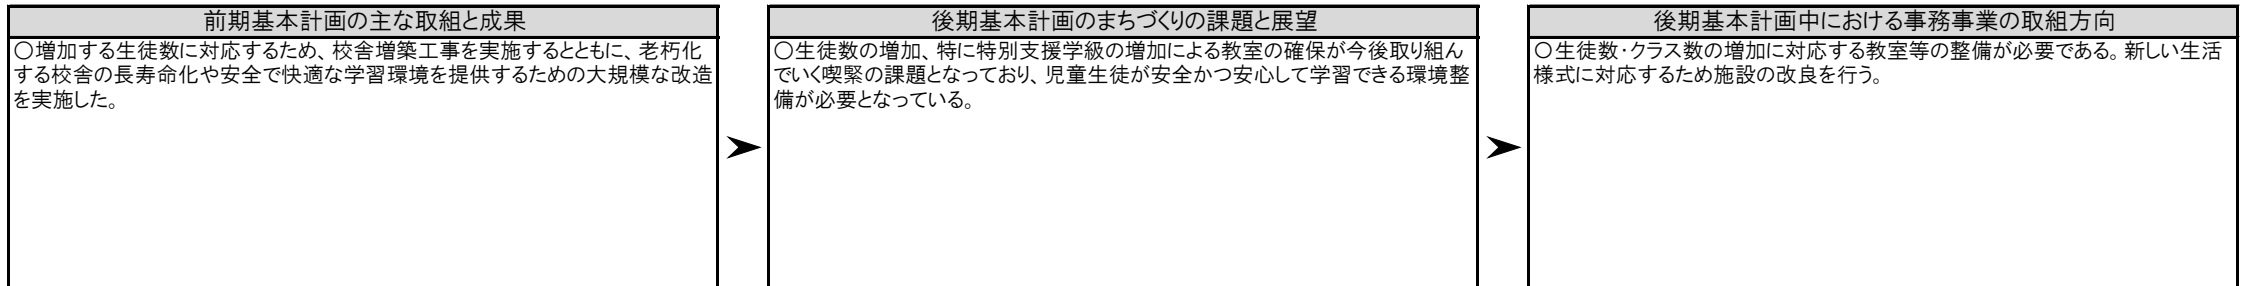 前期基本計画の主な取組と成果
〇増加する生徒数に対応するため、校舎増築工事を実施するとともに、老朽化
する校舎の長寿命化や安全で快適な学習環境を提供するための大規模な改造
を実施した。
後期基本計画のまちづくりの課題と展望
〇生徒数の増加、特に特別支援学級の増加による教室の確保が今後取り組ん
でいく喫緊の課題となっており、児童生徒が安全かつ安心して学習できる環境整
備が必要となっている。
後期基本計画中における事務事業の取組方向
〇生徒数・クラス数の増加に対応する教室等の整備が必要である。新しい生活
様式に対応するため施設の改良を行う。